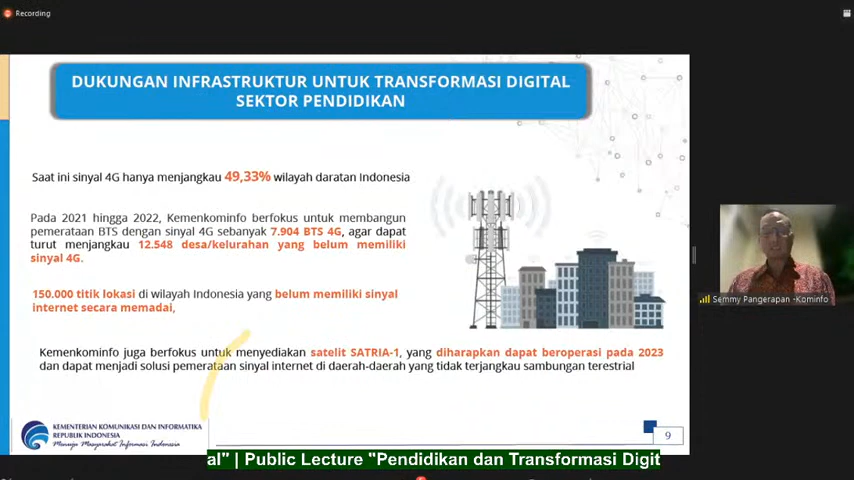 Recording
DUKUNGAN INFRASTRUKTUR UNTUK TRANSFORMASI DIGITAL
SEKTOR PENDIDIKAN
Saat ini sinyal 4G hanya menjangkau 49,33% wilayah daratan Indonesia
Pada 2021 hingga 2022, Kemenkominfo berfokus untuk membangun
pemerataan BTS dengan sinyal 4G sebanyak 7.904 BTS 4G, agar dapat
turut menjangkau 12.548 desa/kelurahan yang belum memiliki
sinyal 4G.
150.000 titik lokasi di wilayah Indonesia yang belum memiliki sinyal
internet secara memadai,
Kemenkominfo juga berfokus untuk menyediakan satelit SATRIA-1, yang diharapkan dapat beroperasi pada 2023
dan dapat menjadi solusi pemerataan sinyal internet di daerah-daerah yang tidak terjangkau sambungan terestrial
Semmy Pangerapan -Kominfo
KEMENTERIAN KOMUNIKASI DAN INFORMATIKA
REPUBLIK INDONESIA
Menuju Masyarakat Informasi Indonesia
9
al" | Public Lecture "Pendidikan dan Transformasi Digit